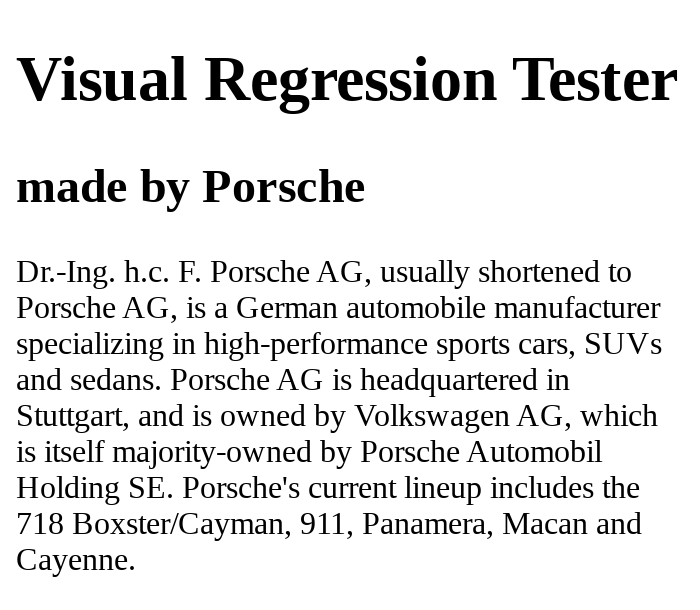 Visual Regression Tester
made by Porsche
Dr.-Ing. h.c. F. Porsche AG, usually shortened to
Porsche AG, is a German automobile manufacturer
specializing in high-performance sports cars, SUVs
and sedans. Porsche AG is headquartered in
Stuttgart, and is owned by Volkswagen AG, which
is itself majority-owned by Porsche Automobil
Holding SE. Porsche's current lineup includes the
718 Boxster/Cayman, 911, Panamera, Macan and
Cayenne.